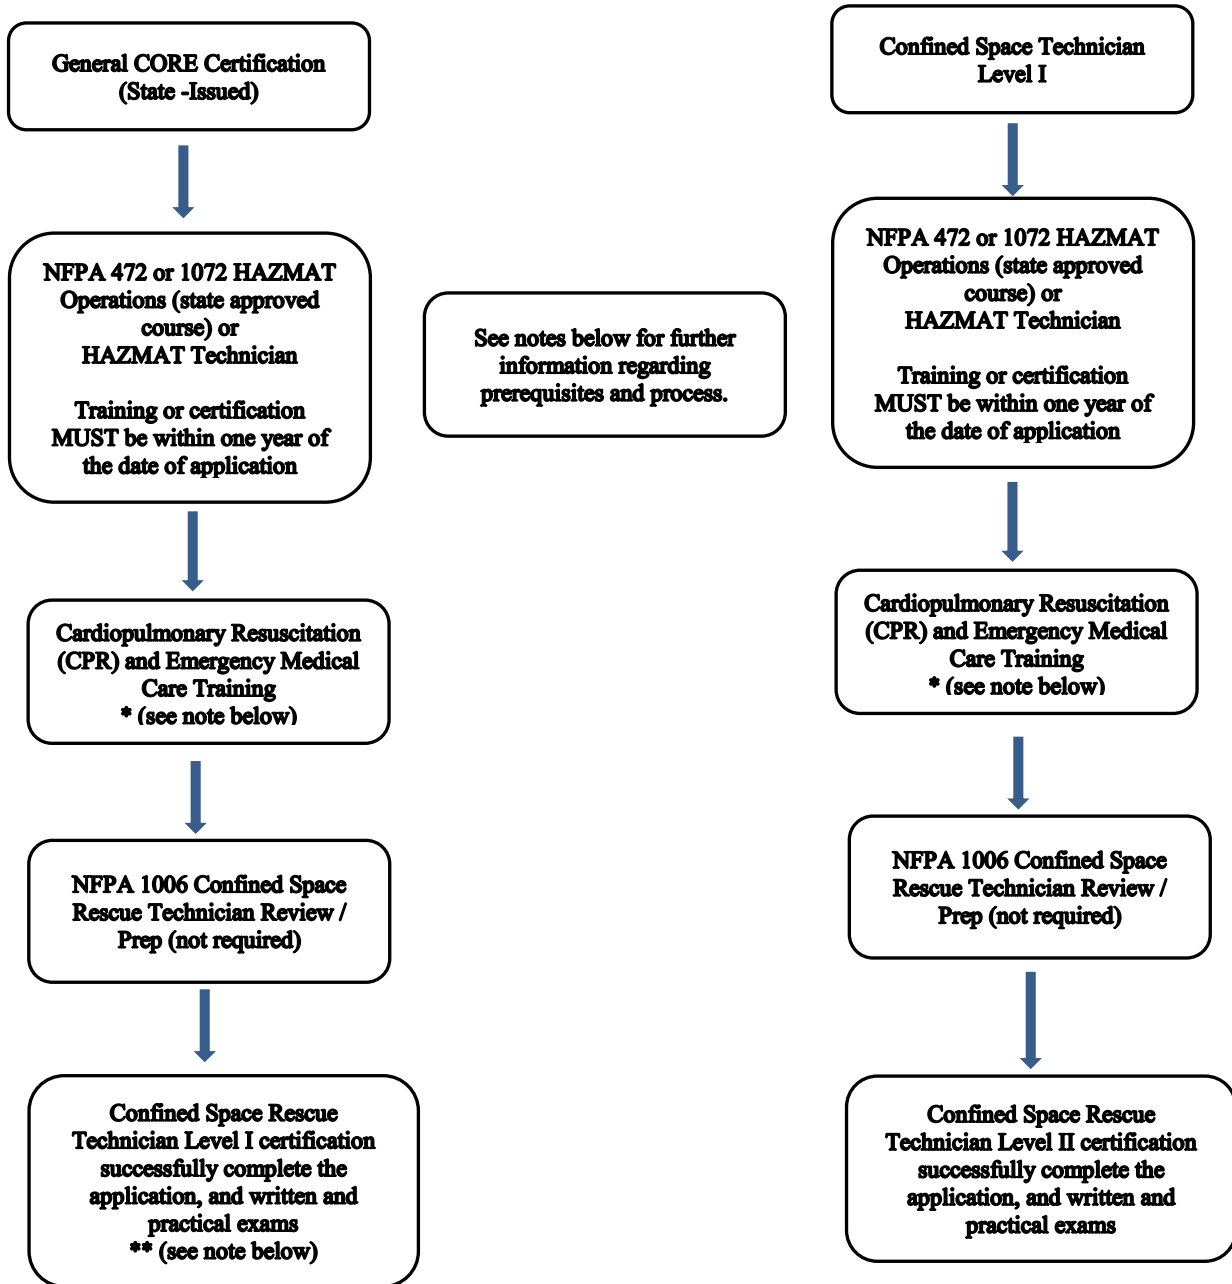 General CORE Certification
(State -Issued)
NFPA 472 or 1072 HAZMAT
Operations (state approved
course) or
HAZMAT Technician
Training or certification
MUST be within one year of
the date of application
Cardiopulmonary Resuscitation
(CPR) and Emergency Medical
Care Training
* (see note below)
NFPA 1006 Confined Space
Rescue Technician Review /
Prep (not required)
Confined Space Rescue
Technician Level I certification
successfully complete the
application, and written and
practical exams
** (see note below)
See notes below for further
information regarding
prerequisites and process.
Confined Space Technician
Level I
NFPA 472 or 1072 HAZMAT
Operations (state approved
course) or
HAZMAT Technician
Training or certification
MUST be within one year of
the date of application
Cardiopulmonary Resuscitation
(CPR) and Emergency Medical
Care Training
* (see note below)
NFPA 1006 Confined Space
Rescue Technician Review /
Prep (not required)
Confined Space Rescue
Technician Level II certification
successfully complete the
application, and written and
practical exams